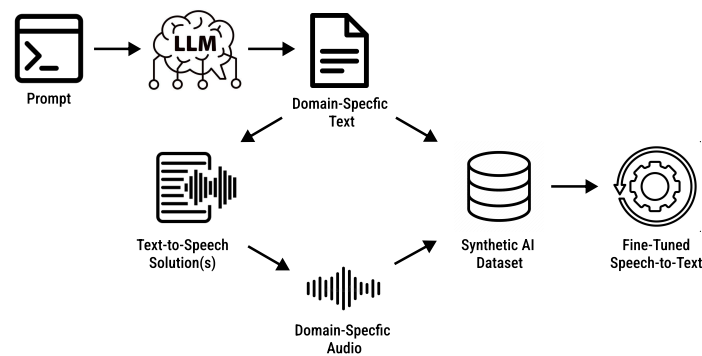 LLM
Prompt
Domain-Specfic
Text
Text-to-Speech
Solution(s)
Synthetic AI
Dataset
Fine-Tuned
Speech-to-Text
Domain-Specfic
Audio